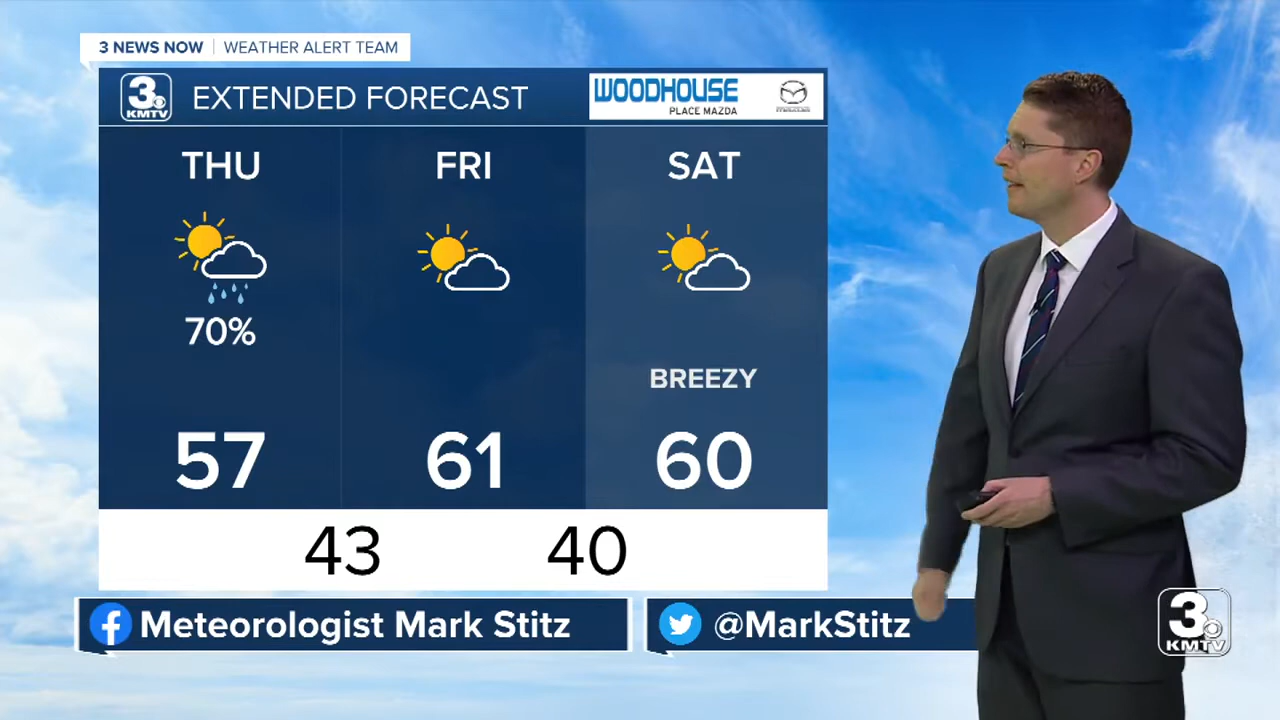 3 NEWS NOW | WEATHER ALERT TEAM
3 KMTV EXTENDED FORECAST
WOODHOUSE
PLACE MAZDA
mazda
THU FRI SAT
70%
BREEZY
57 61 60
43 40
Meteorologist Mark Stitz @MarkStitz
3
KMTV